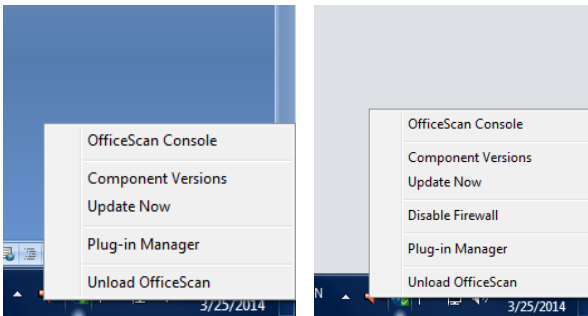 OfficeScan Console
Component Versions
Update Now
Plug-in Manager
Unload OfficeScan
3/25/2014
OfficeScan Console
Component Versions
Update Now
Disable Firewall
Plug-in Manager
Unload OfficeScan
N
3/25/2014